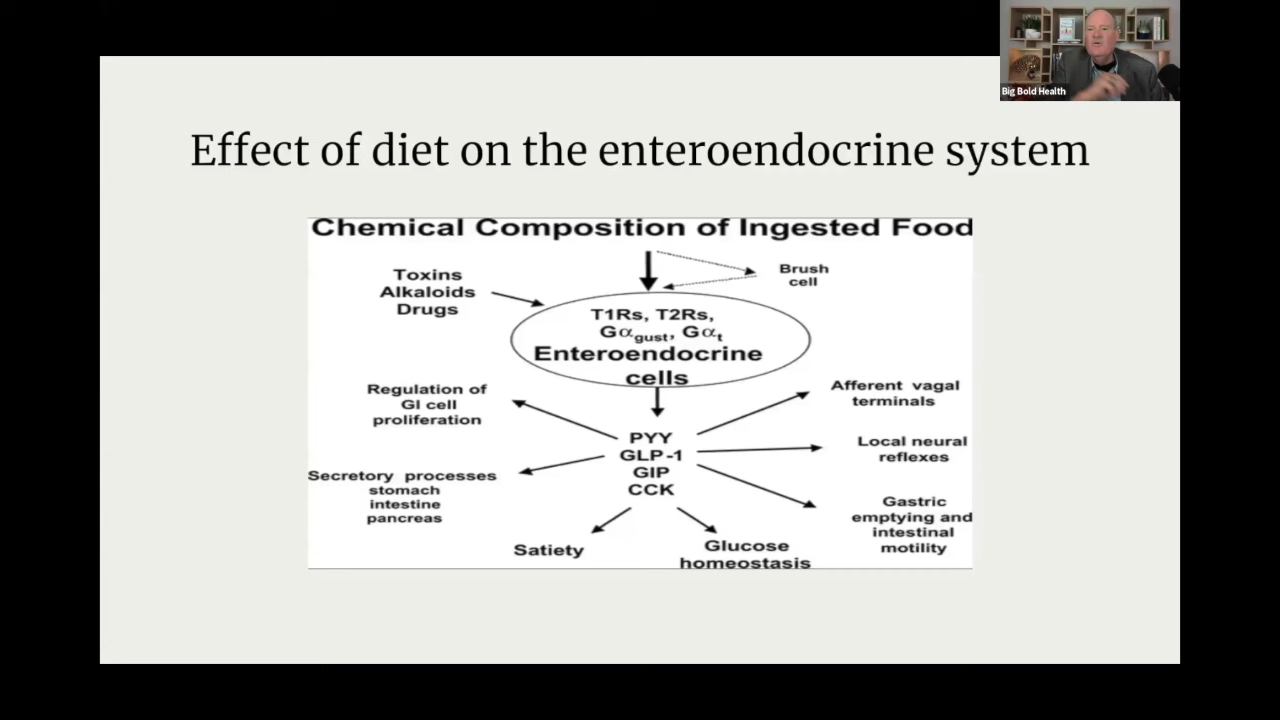 Big Bold Health
Effect of diet on the enteroendocrine system
Chemical Composition of Ingested Food
Toxins
Alkaloids
Drugs
Brush
cell
T1Rs, T2Rs,
Gαgust, Gαt
Enteroendocrine
cells
Regulation of
GI cell
proliferation
Afferent vagal
terminals
PYY
GLP-1
GIP
CCK
Local neural
reflexes
Secretory processes
stomach
intestine
pancreas
Gastric
emptying and
intestinal
motility
Satiety
Glucose
homeostasis